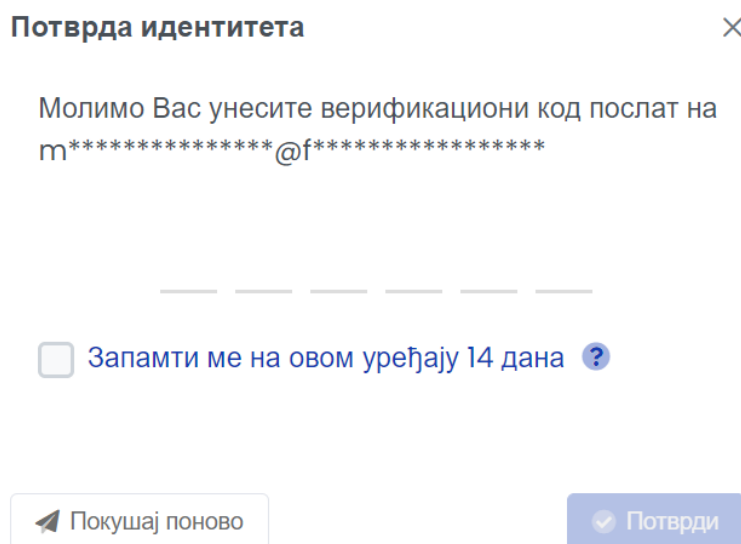 Потврда идентитета
Молимо Вас унесите верификациони код послат на
m***************@f*****************
Запамти ме на овом уређају 14 дана ?
Покушај поново
Потврди